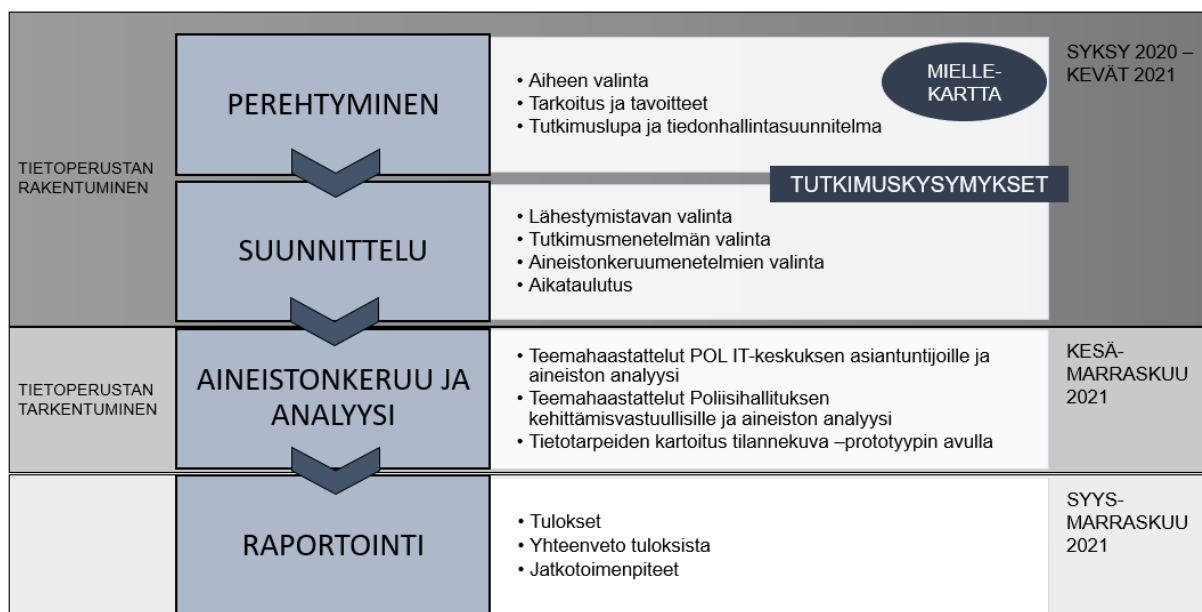 TIETOPERUSTAN
RAKENTUMINEN
PEREHTYMINEN
• Aiheen valinta
• Tarkoitus ja tavoitteet
• Tutkimuslupa ja tiedonhallintasuunnitelma
MIELLE-
KARTTA
SYKSY 2020 –
KEVÄT 2021
TUTKIMUSKYSYMYKSET
SUUNNITTELU
• Lähestymistavan valinta
• Tutkimusmenetelmän valinta
• Aineistonkeruumenetelmien valinta
• Aikataulutus
TIETOPERUSTAN
TARKENTUMINEN
AINEISTONKERUU JA
ANALYYSI
• Teemahaastattelut POL IT-keskuksen asiantuntijoille ja
aineiston analyysi
• Teemahaastattelut Poliisihallituksen
kehittämisvastuullisille ja aineiston analyysi
• Tietotarpeiden kartoitus tilannekuva –prototyypin avulla
KESÄ-
MARRASKUU
2021
RAPORTOINTI
• Tulokset
• Yhteenveto tuloksista
• Jatkotoimenpiteet
SYYS-
MARRASKUU
2021